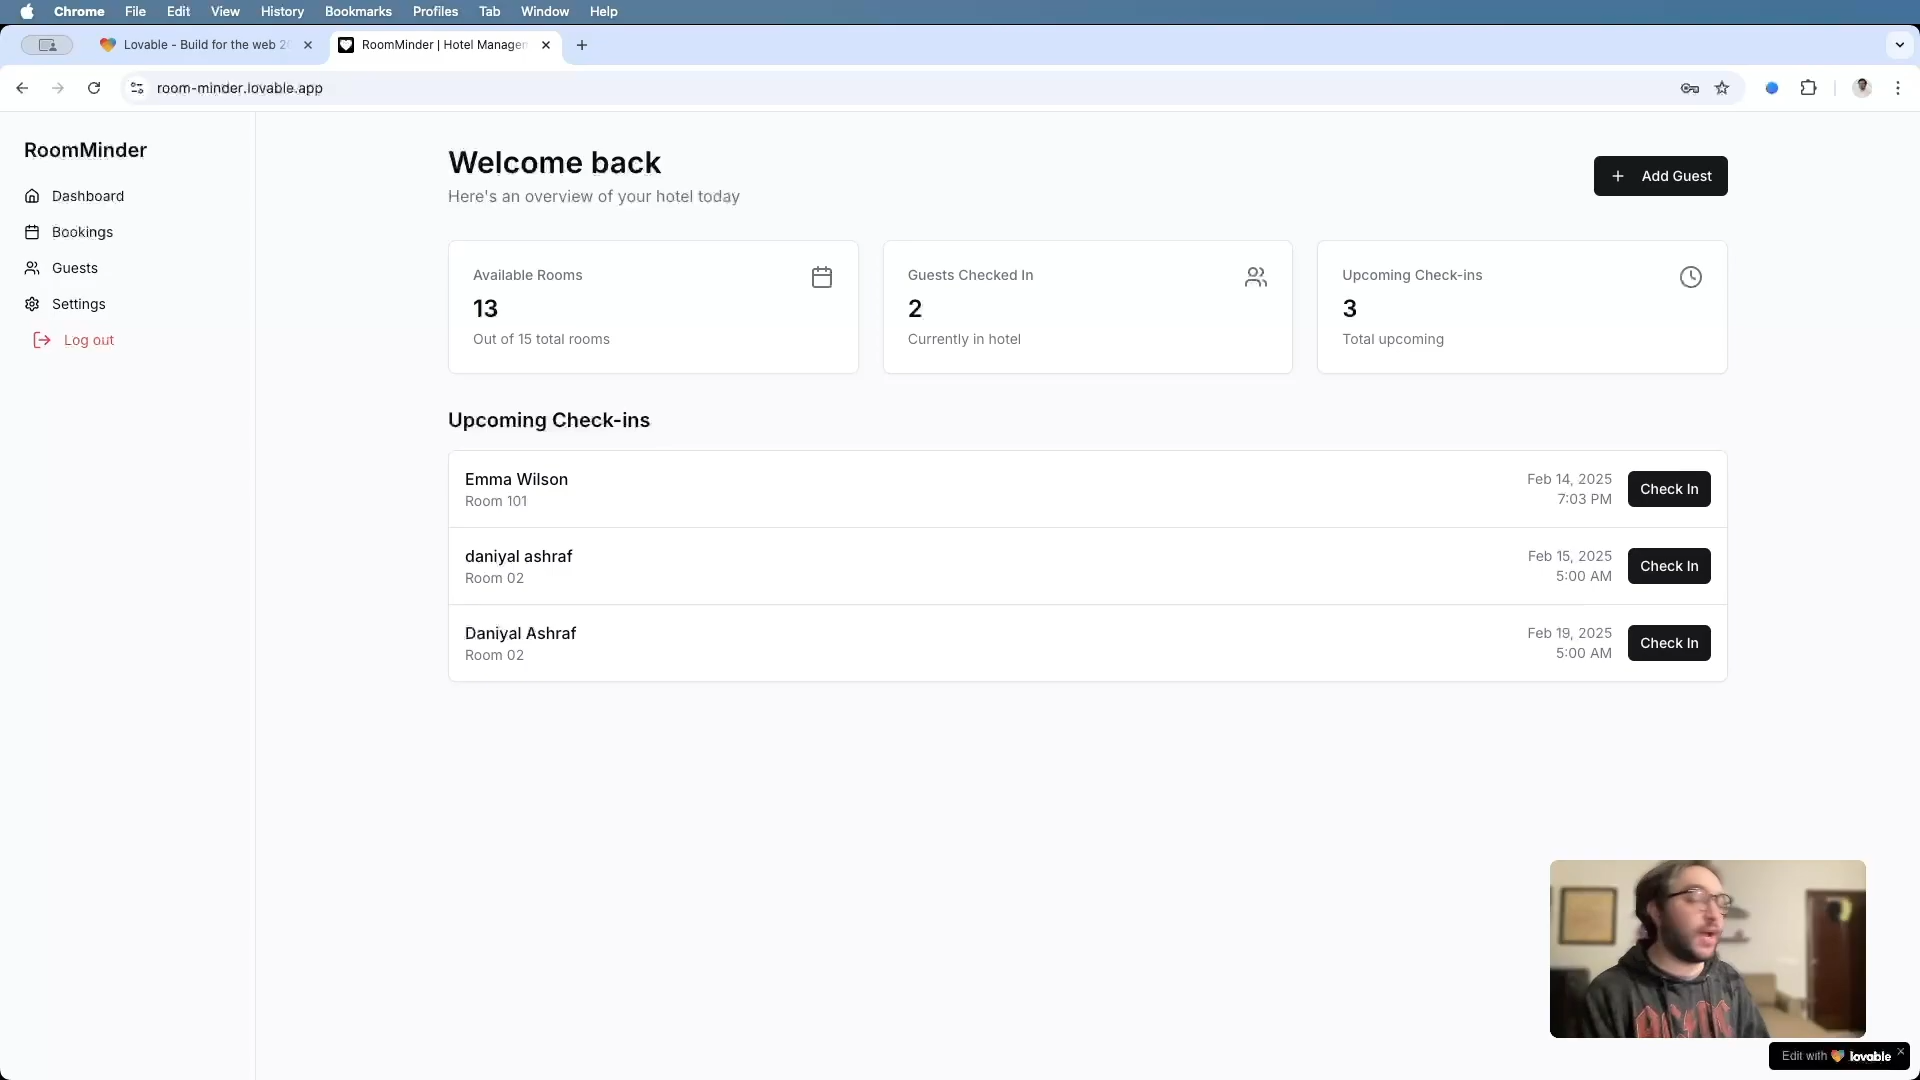 Chrome File Edit View History Bookmarks Profiles Tab Window Help
Lovable - Build for the web 20
RoomMinder | Hotel Managem
room-minder.lovable.app
RoomMinder
Dashboard
Bookings
Guests
Settings
Log out
Welcome back
Here's an overview of your hotel today
Add Guest
Available Rooms
13
Out of 15 total rooms
Guests Checked In
2
Currently in hotel
Upcoming Check-ins
3
Total upcoming
Upcoming Check-ins
Emma Wilson
Room 101
Feb 14, 2025
7:03 PM
Check In
daniyal ashraf
Room 02
Feb 15, 2025
5:00 AM
Check In
Daniyal Ashraf
Room 02
Feb 19, 2025
5:00 AM
Check In
AC/DC
Edit with lovable